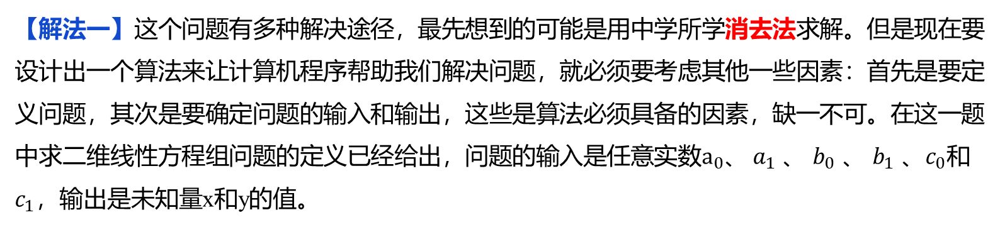 【解法一】这个问题有多种解决途径，最先想到的可能是用中学所学消去法求解。但是现在要
设计出一个算法来让计算机程序帮助我们解决问题，就必须要考虑其他一些因素：首先是要定
义问题，其次是要确定问题的输入和输出，这些是算法必须具备的因素，缺一不可。在这一题
中求二维线性方程组问题的定义已经给出，问题的输入是任意实数a₀、 a₁ 、 b₀ 、 b₁ 、c₀和
c₁，输出是未知量x和y的值。